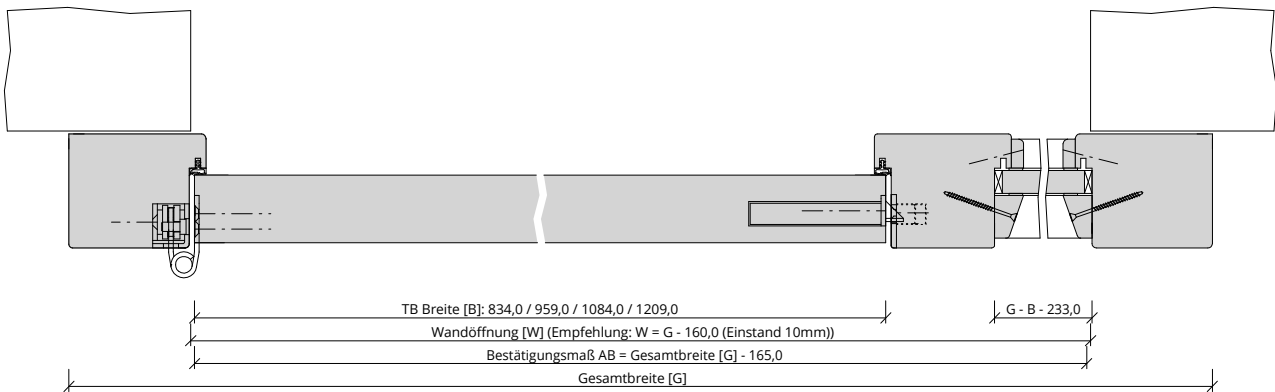 TB Breite [B]: 834,0 / 959,0 / 1084,0 / 1209,0
G - B - 233,0
Wandöffnung [W] (Empfehlung: W = G - 160,0 (Einstand 10mm))
Bestätigungsmaß AB = Gesamtbreite [G] - 165,0
Gesamtbreite [G]